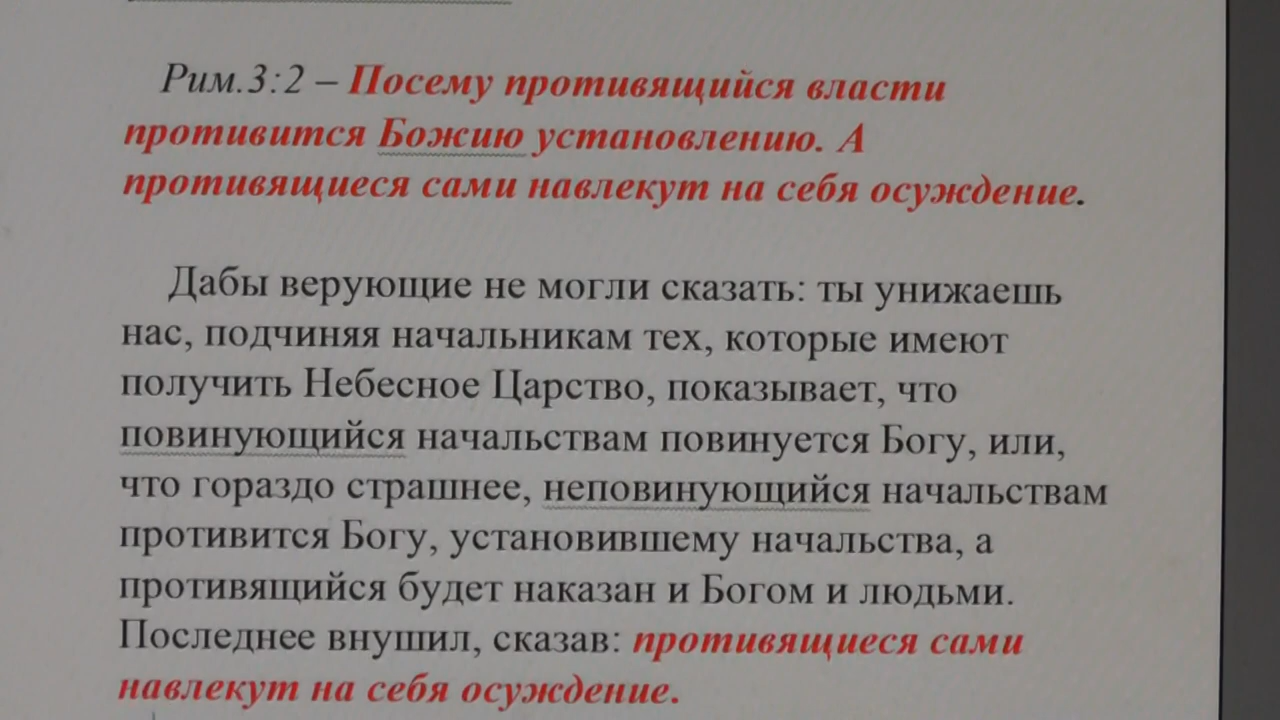 Рим.3:2 – Посему противящийся власти
противится Божию установлению. А
противящиеся сами навлекут на себя осуждение.
Дабы верующие не могли сказать: ты унижаешь
нас, подчиняя начальникам тех, которые имеют
получить Небесное Царство, показывает, что
повинующийся начальствам повинуется Богу, или,
что гораздо страшнее, неповинующийся начальствам
противится Богу, установившему начальства, а
противящийся будет наказан и Богом и людьми.
Последнее внушил, сказав: противящиеся сами
навлекут на себя осуждение.